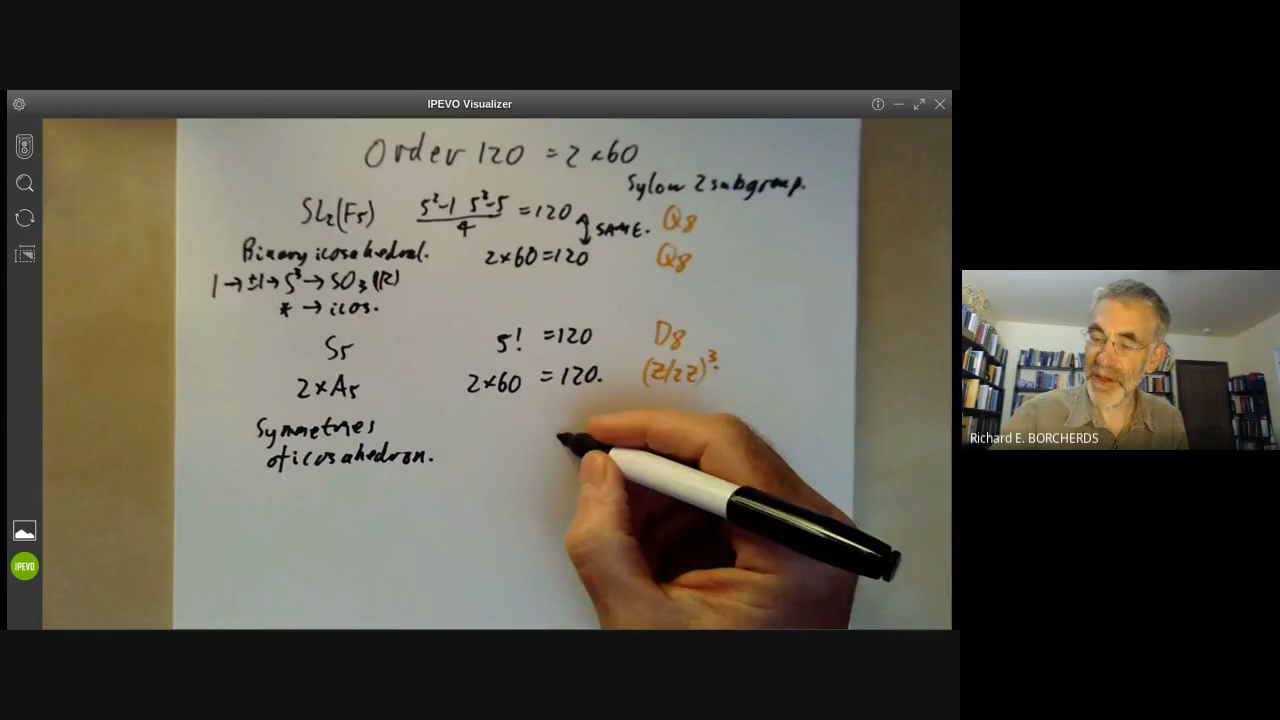 IPEVO Visualizer
Order 120 = 2×60
Sylow 2 subgroup.
SL₂(F₅) 5²-1 5²-5 / 4 = 120 Q8
SAME.
Binary icosahedral. 2×60=120 Q8
1→±1→S³→SO₃(R)
* → icos.
S₅ 5! =120 D8
2×A₅ 2×60 =120. (Z/2Z)³.
Symmetries
of icosahedron.
IPEVO
Richard E. BORCHERDS